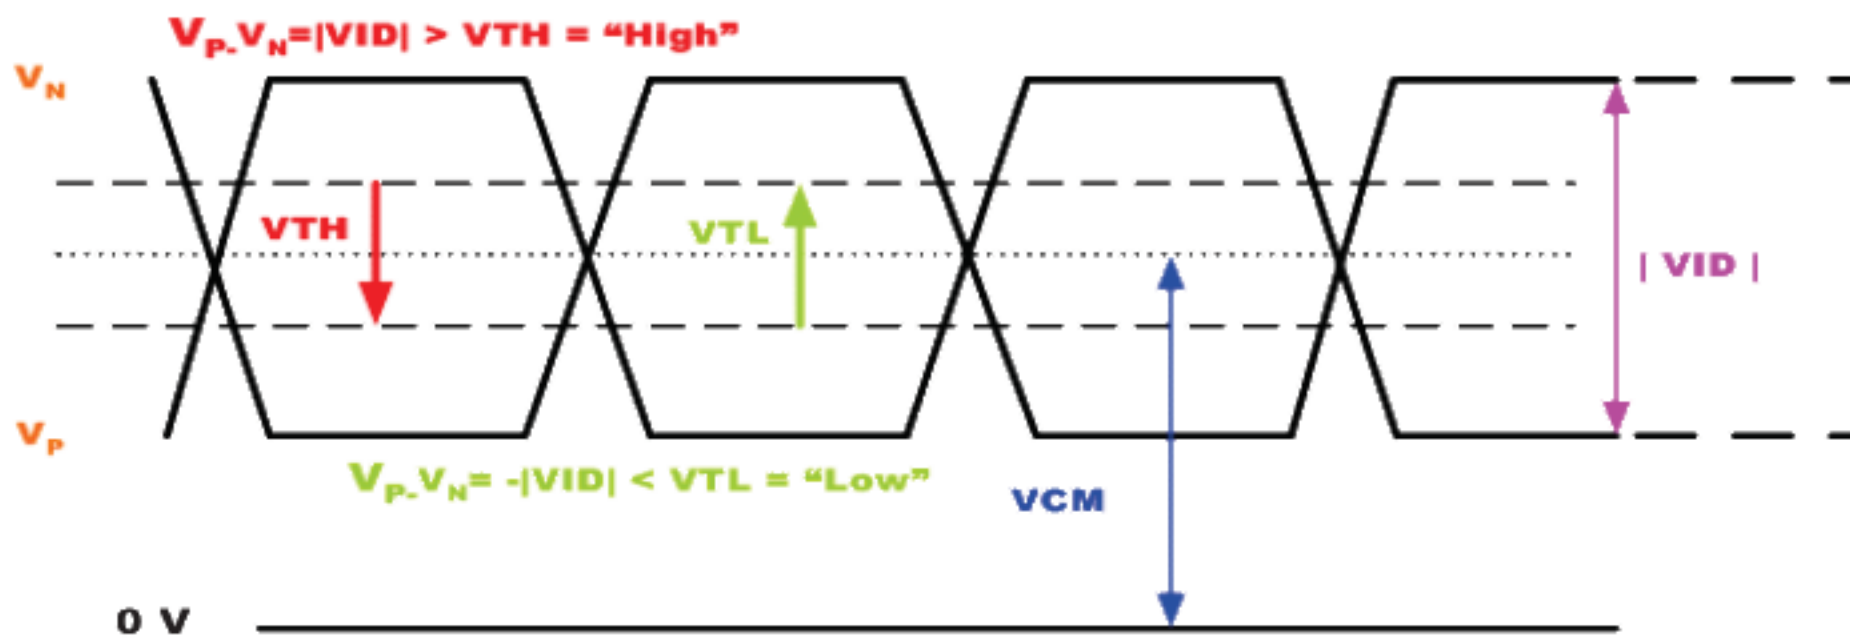 VP-VN=|VID| > VTH = “High”
VN
VTH
VTL
| VID |
VP
VP-VN= -|VID| < VTL = “Low”
VCM
0 V